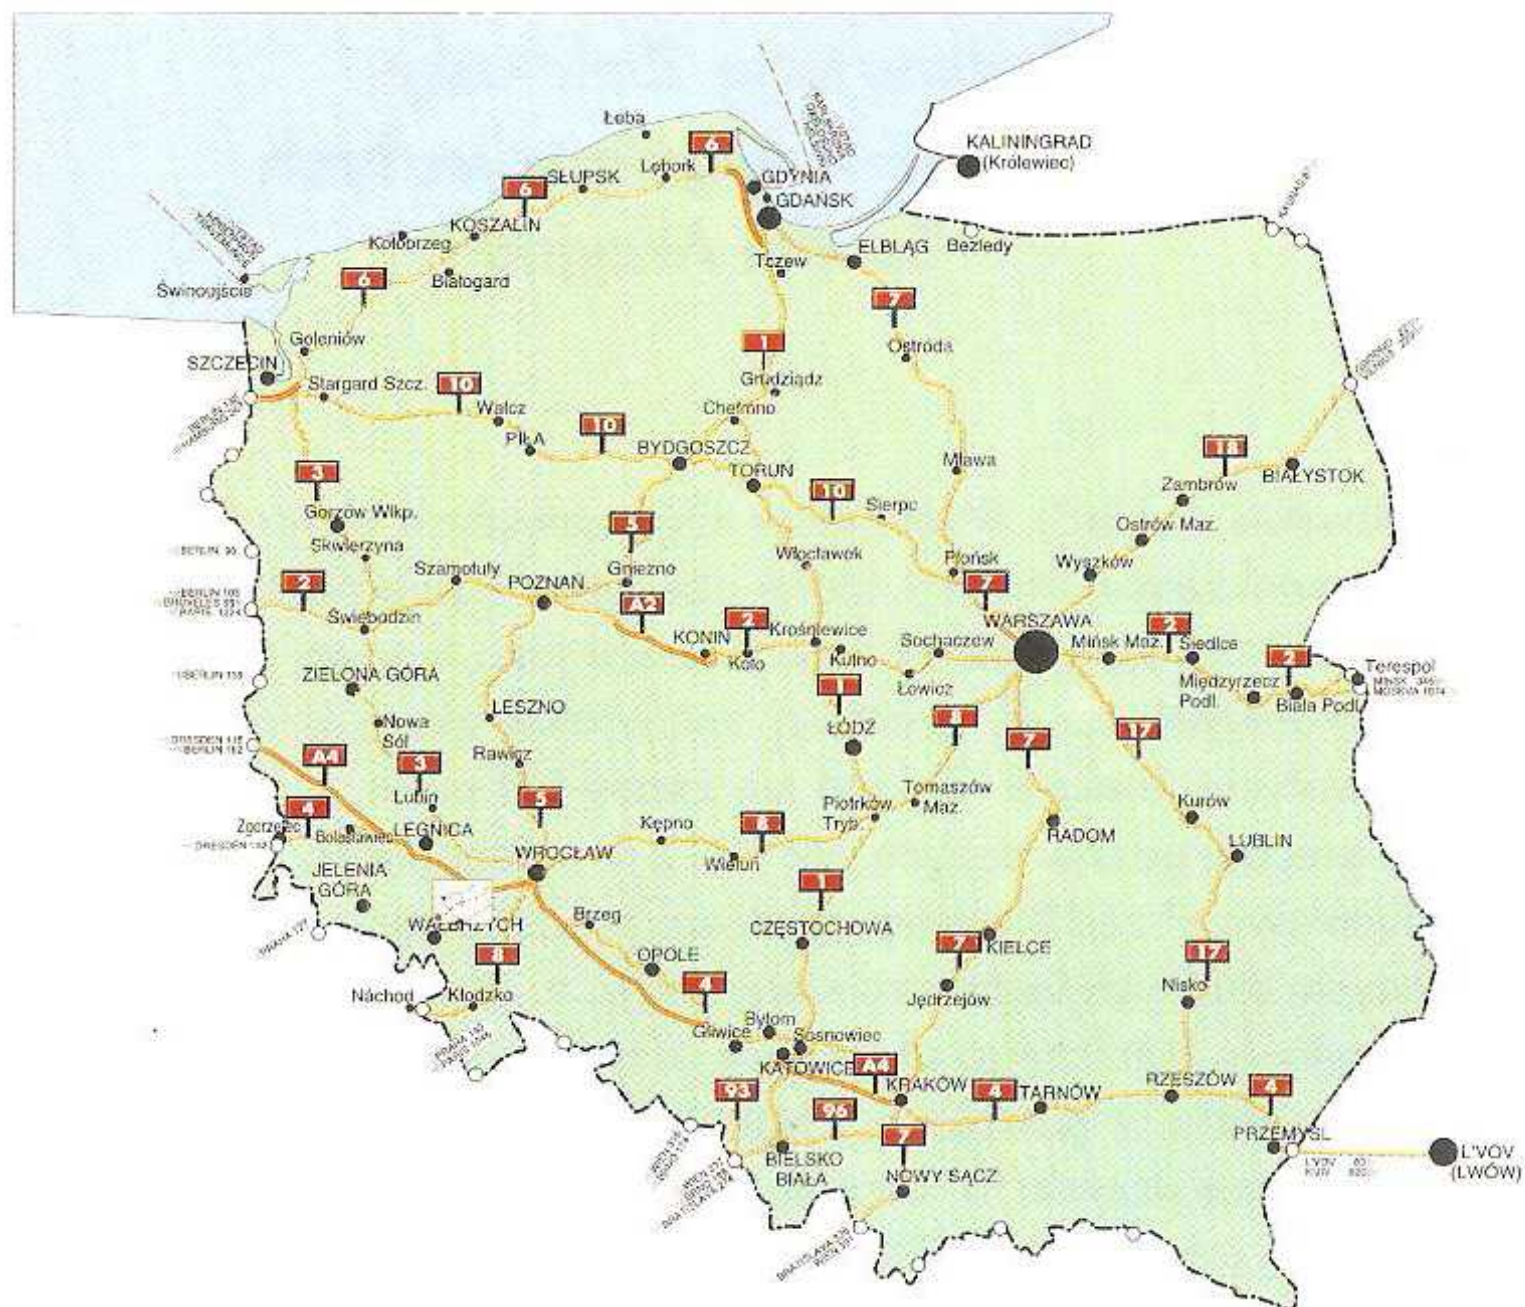 Łeba
6
KALININGRAD
(Królewiec)
Lębork
GDYNIA
6
SŁUPSK
GDAŃSK
KOSZALIN
Kołobrzeg
ELBLĄG
Bezledy
Tczew
Świnoujście
6
Białogard
7
Goleniów
1
Ostróda
SZCZECIN
Grudziądz
Stargard Szcz.
10
Wałcz
Chełmno
10
PIŁA
BYDGOSZCZ
18
3
TORUŃ
Mława
BIAŁYSTOK
Zambrów
10
Sierpc
Gorzów Wlkp.
Ostrów Maz.
5
Skwierzyna
BERLIN 90
Włocławek
Płońsk
Wyszków
Szamotuły
Gniezno
2
POZNAŃ
7
A2
Świebodzin
2
Krośniewice
WARSZAWA
2
KONIN
Sochaczew
Mińsk Maz.
Siedlce
Koło
Kutno
2
Terespol
ZIELONA GÓRA
Łowicz
Międzyrzecz
Podl.
Biała Podl.
1
LESZNO
8
Nowa
Sól
ŁÓDŹ
7
17
A4
Rawicz
3
Tomaszów
Maz.
Lubin
5
Piotrków
Tryb.
Kurów
4
Zgorzelec
Bolesławiec
LEGNICA
Kępno
8
RADOM
LUBLIN
WROCŁAW
Wieluń
JELENIA
GÓRA
1
Brzeg
WAŁBRZYCH
CZĘSTOCHOWA
7
KIELCE
8
OPOLE
17
4
Nisko
Náchod
Kłodzko
Jędrzejów
Bytom
Gliwice
Sosnowiec
KATOWICE
A4
KRAKÓW
4
TARNÓW
RZESZÓW
4
93
96
7
PRZEMYŚL
BIELSKO
BIAŁA
NOWY SĄCZ
L'VOV
(LWÓW)